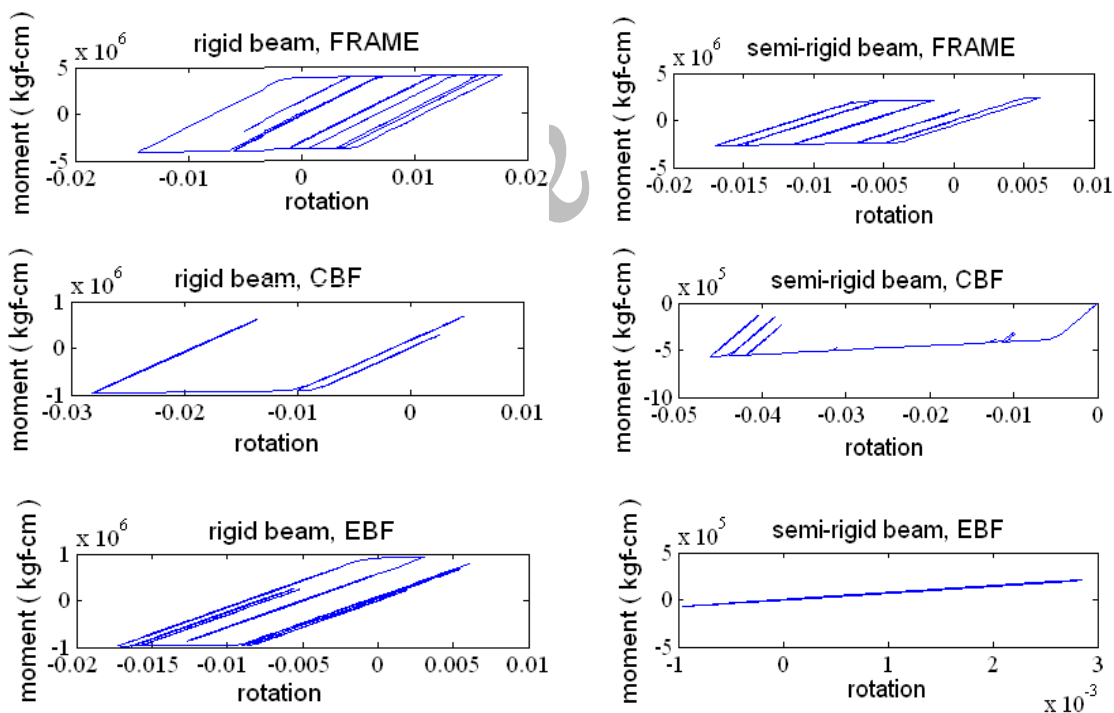 rigid beam, FRAME
x 10^6
moment ( kgf-cm )
5
0
-5
-0.02 -0.01 0 0.01 0.02
rotation
semi-rigid beam, FRAME
x 10^6
moment ( kgf-cm )
5
0
-5
-0.02 -0.015 -0.01 -0.005 0 0.005 0.01
rotation
rigid beam, CBF
x 10^6
moment ( kgf-cm )
1
0
-1
-0.03 -0.02 -0.01 0 0.01
rotation
semi-rigid beam, CBF
x 10^5
moment ( kgf-cm )
0
-5
-10
-0.05 -0.04 -0.03 -0.02 -0.01 0
rotation
rigid beam, EBF
x 10^6
moment ( kgf-cm )
1
0
-1
-0.02 -0.015 -0.01 -0.005 0 0.005 0.01
rotation
semi-rigid beam, EBF
x 10^5
moment ( kgf-cm )
5
0
-5
-1 0 1 2 3
rotation
x 10^-3